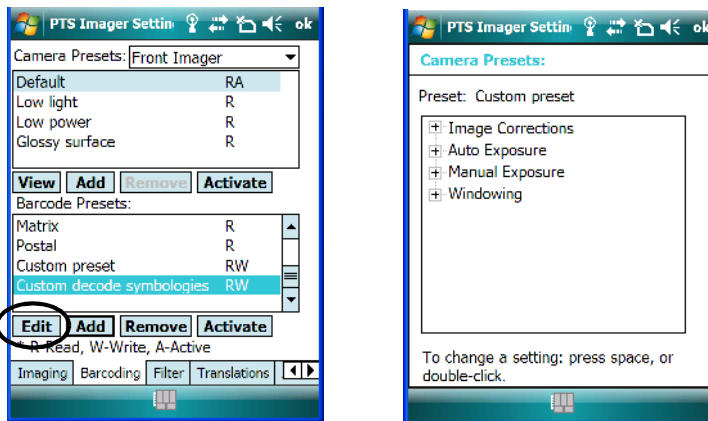 PTS Imager Settin ok
Camera Presets: Front Imager
Default RA
Low light R
Low power R
Glossy surface R
View Add Remove Activate
Barcode Presets:
Matrix R
Postal R
Custom preset RW
Custom decode symbologies RW
Edit Add Remove Activate
* R-Read, W-Write, A-Active
Imaging Barcoding Filter Translations
PTS Imager Settin ok
Camera Presets:
Preset: Custom preset
Image Corrections
Auto Exposure
Manual Exposure
Windowing
To change a setting: press space, or
double-click.